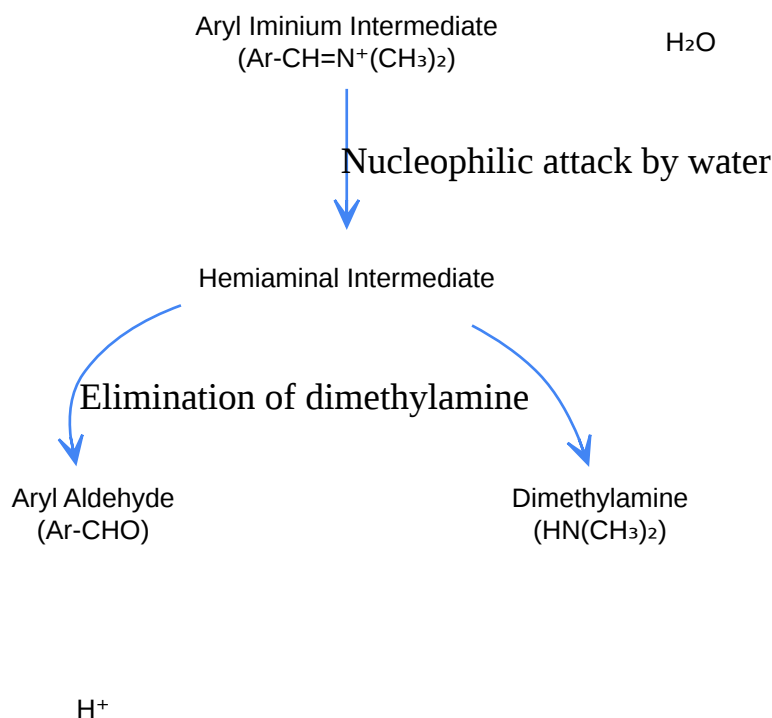 Aryl Iminium Intermediate
(Ar-CH=N⁺(CH₃)₂)
H₂O
Nucleophilic attack by water
Hemiaminal Intermediate
Elimination of dimethylamine
Aryl Aldehyde
(Ar-CHO)
Dimethylamine
(HN(CH₃)₂)
H⁺